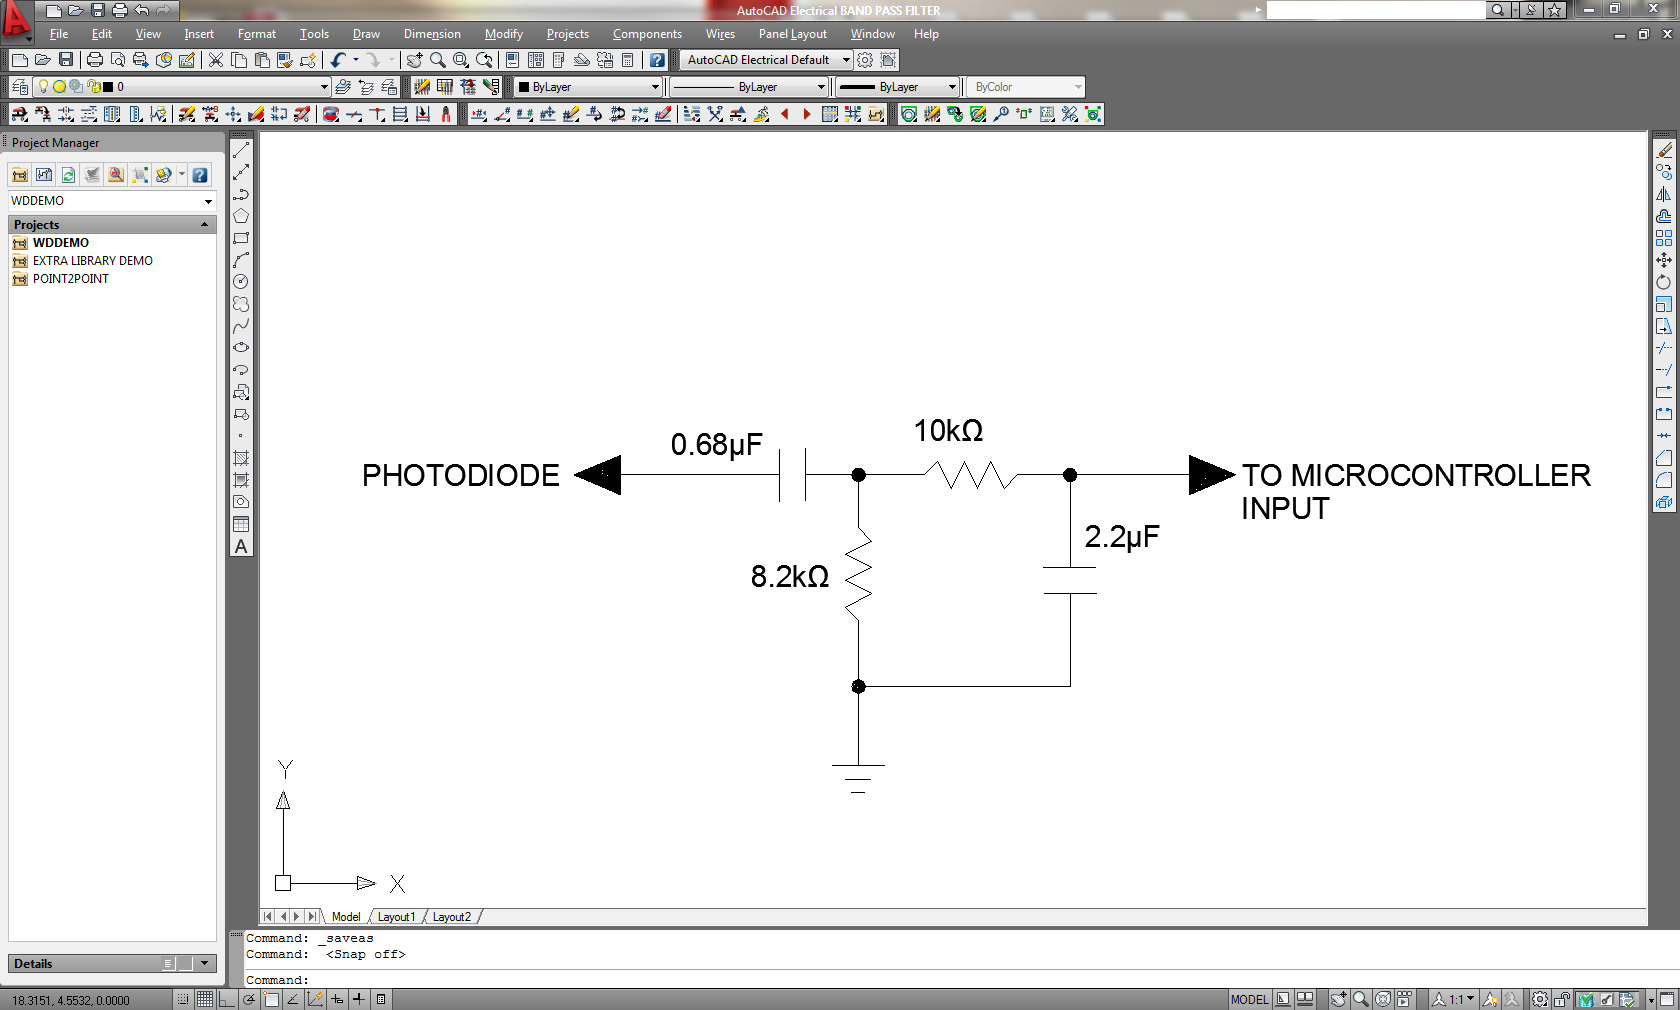 AutoCAD Electrical BAND PASS FILTER
File Edit View Insert Format Tools Draw Dimension Modify Projects Components Wires Panel Layout Window Help
AutoCAD Electrical Default
0 ByLayer ByLayer ByLayer ByColor
Project Manager
WDDEMO
Projects
WDDEMO
EXTRA LIBRARY DEMO
POINT2POINT
10kΩ
0.68µF
PHOTODIODE
TO MICROCONTROLLER
INPUT
2.2µF
8.2kΩ
Y
X
A
Model Layout1 Layout2
Command: _saveas
Command: <Snap off>
Command:
Details
18.3151, 4.5532, 0.0000
MODEL
1:1